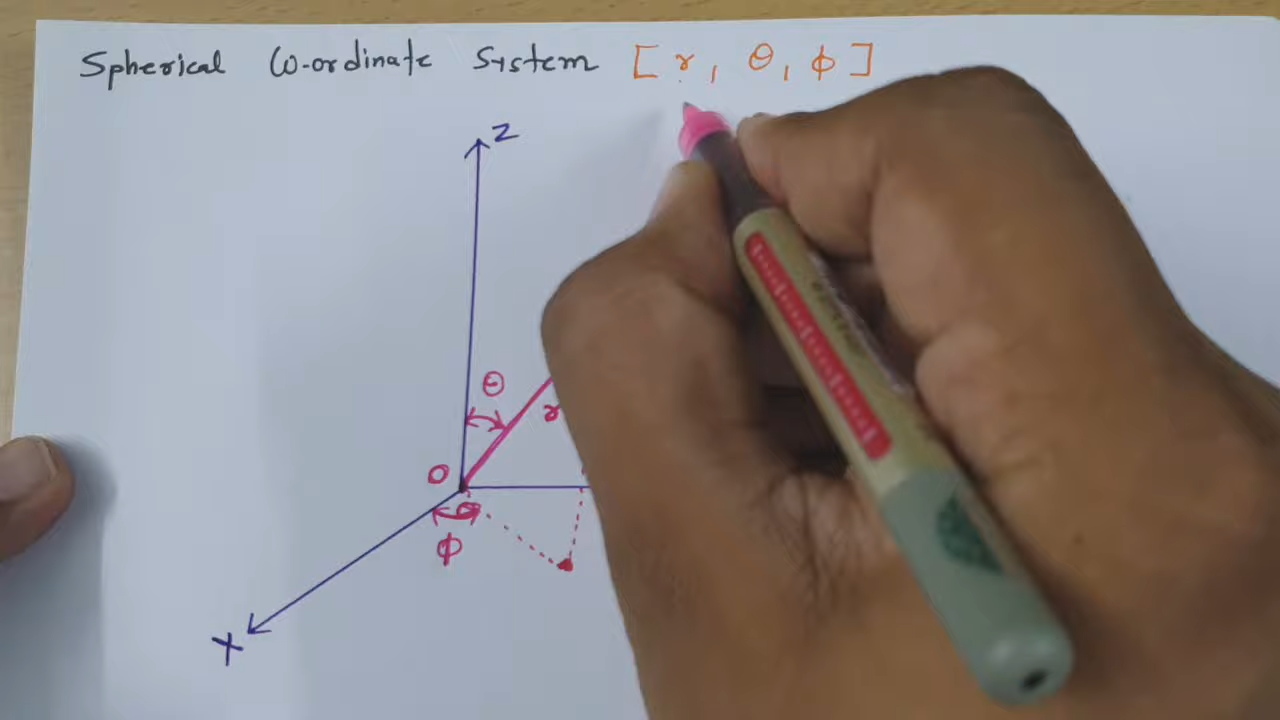 Spherical Co-ordinate System [ r, θ, φ ]
Z
θ
r
O
φ
X